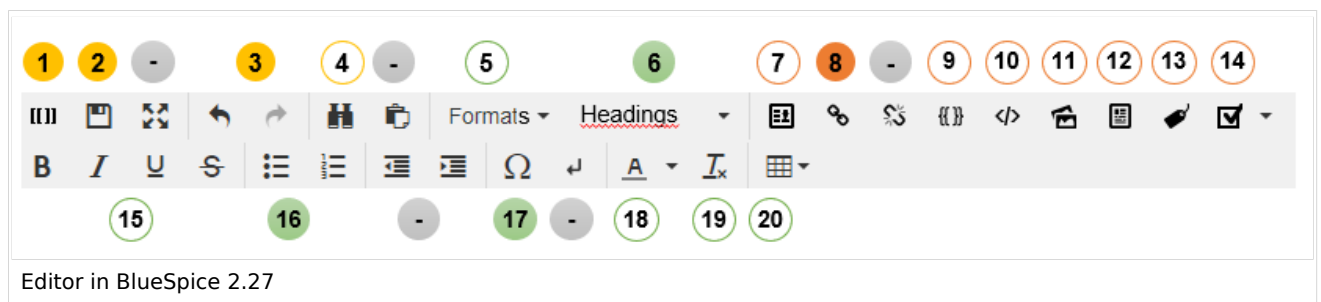 1 2 - 3 4 - 5 6 7 8 - 9 10 11 12 13 14
[[ ]] Formats Headings {{ }} </>
B I U S Ω A Ix
15 16 - 17 - 18 19 20
Editor in BlueSpice 2.27